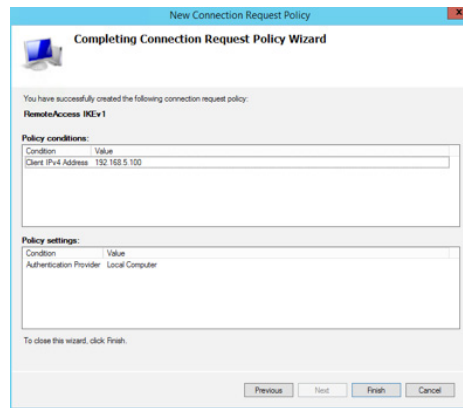 New Connection Request Policy
x
Completing Connection Request Policy Wizard
You have successfully created the following connection request policy:
RemoteAccess IKEv1
Policy conditions:
Condition Value
Client IPv4 Address 192.168.5.100
Policy settings:
Condition Value
Authentication Provider Local Computer
To close this wizard, click Finish.
Previous Next Finish Cancel